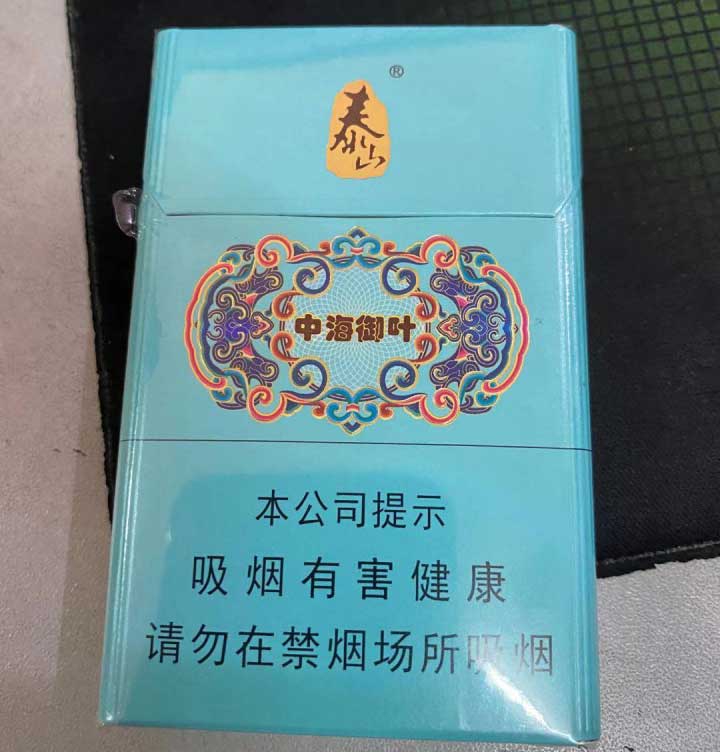 ®
泰山
中海御叶
本公司提示
吸烟有害健康
请勿在禁烟场所吸烟